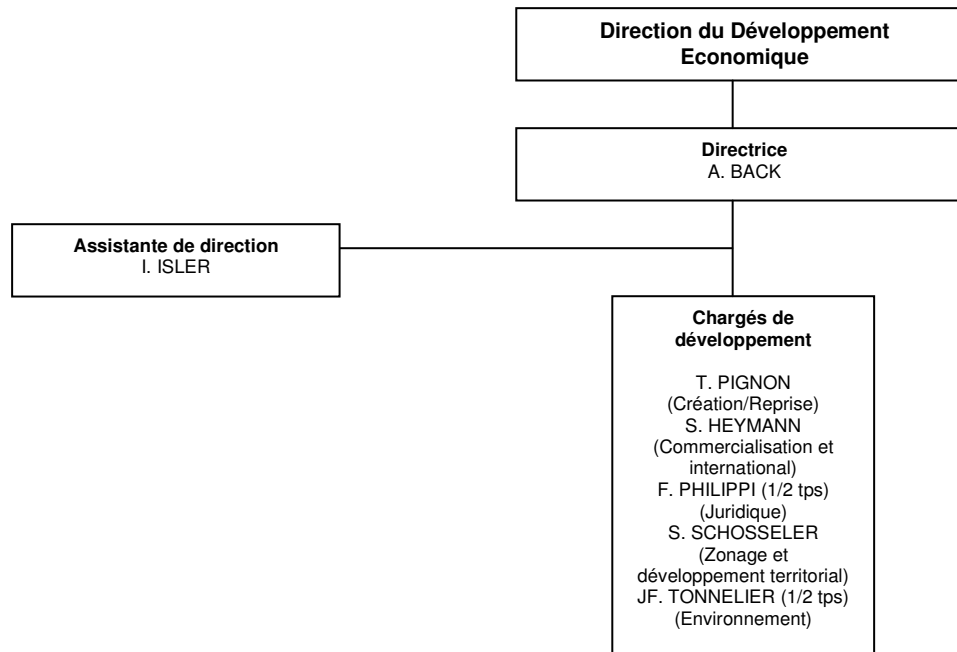 Direction du Développement
Economique
Directrice
A. BACK
Assistante de direction
I. ISLER
Chargés de
développement
T. PIGNON
(Création/Reprise)
S. HEYMANN
(Commercialisation et
international)
F. PHILIPPI (1/2 tps)
(Juridique)
S. SCHOSSELER
(Zonage et
développement territorial)
JF. TONNELIER (1/2 tps)
(Environnement)